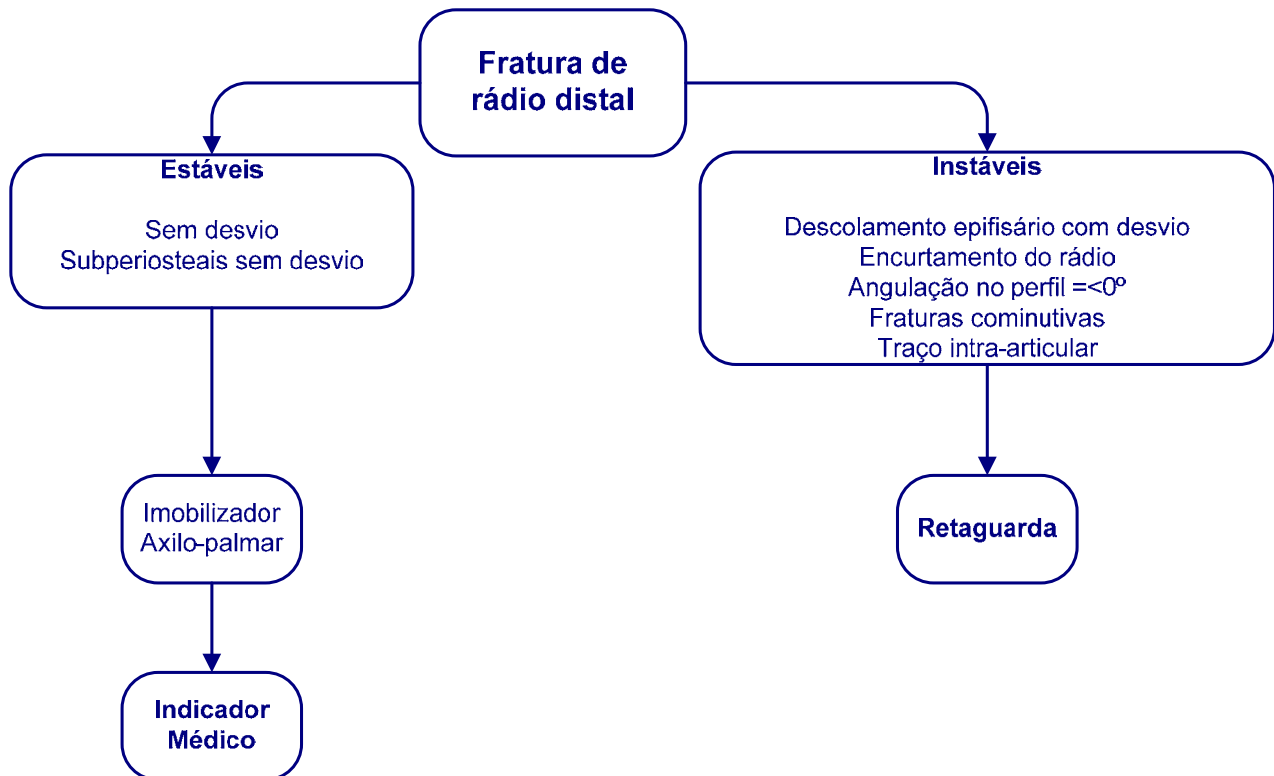 Fratura de
rádio distal
Estáveis
Sem desvio
Subperiosteais sem desvio
Instáveis
Descolamento epifisário com desvio
Encurtamento do rádio
Angulação no perfil =<0º
Fraturas cominutivas
Traço intra-articular
Imobilizador
Axilo-palmar
Retaguarda
Indicador
Médico